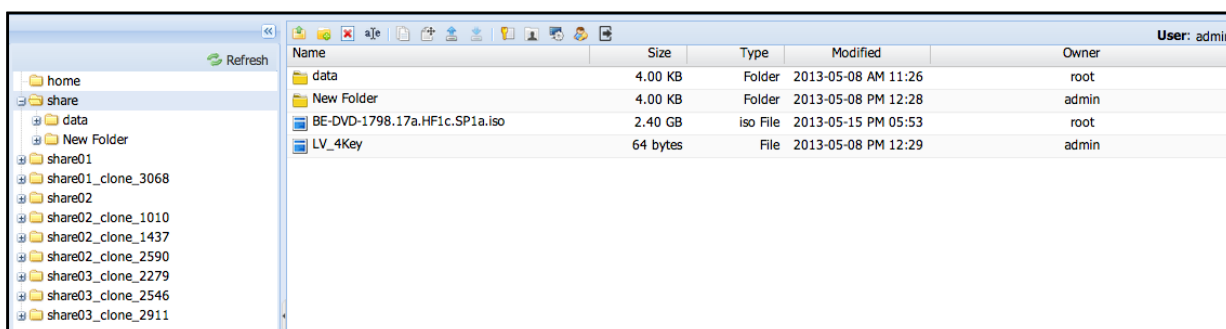 «
Refresh
home
share
data
New Folder
share01
share01_clone_3068
share02
share02_clone_1010
share02_clone_1437
share02_clone_2590
share03_clone_2279
share03_clone_2546
share03_clone_2911
User: admin
Name Size Type Modified Owner
data 4.00 KB Folder 2013-05-08 AM 11:26 root
New Folder 4.00 KB Folder 2013-05-08 PM 12:28 admin
BE-DVD-1798.17a.HF1c.SP1a.iso 2.40 GB iso File 2013-05-15 PM 05:53 root
LV_4Key 64 bytes File 2013-05-08 PM 12:29 admin